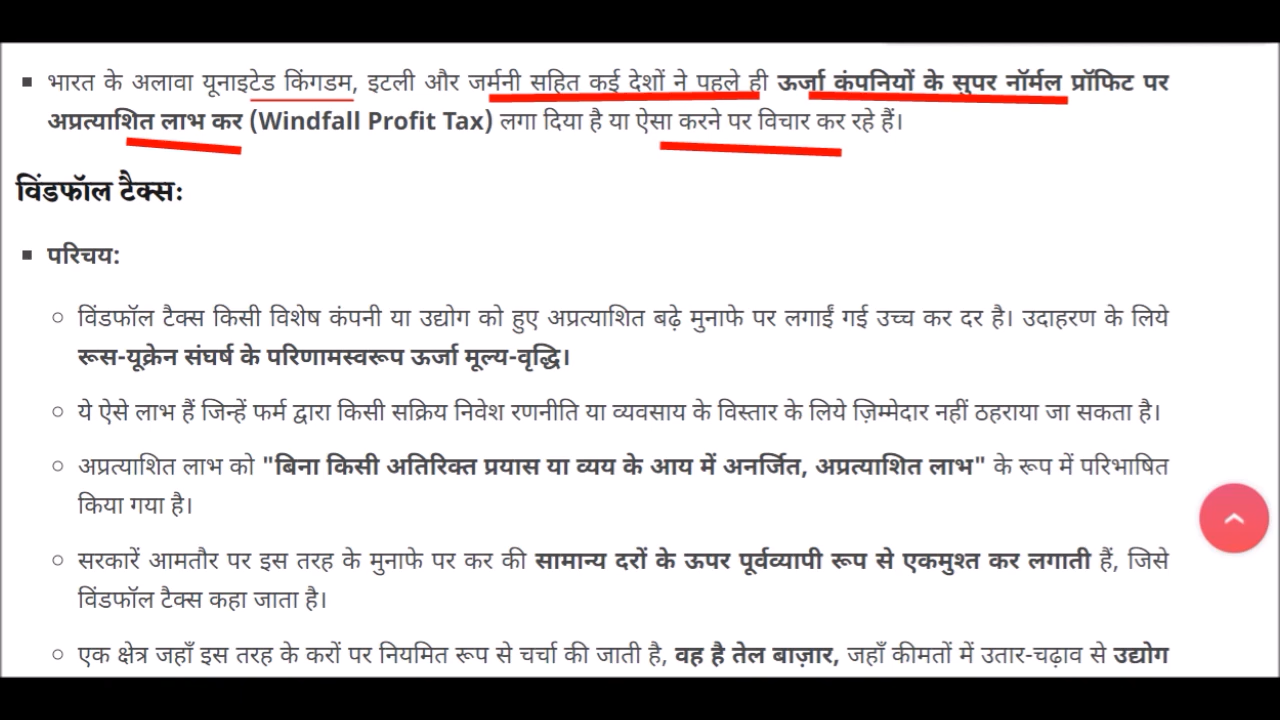 भारत के अलावा यूनाइटेड किंगडम, इटली और जर्मनी सहित कई देशों ने पहले ही ऊर्जा कंपनियों के सुपर नॉर्मल प्रॉफिट पर
अप्रत्याशित लाभ कर (Windfall Profit Tax) लगा दिया है या ऐसा करने पर विचार कर रहे हैं।
विंडफॉल टैक्स:
परिचय:
विंडफॉल टैक्स किसी विशेष कंपनी या उद्योग को हुए अप्रत्याशित बढ़े मुनाफे पर लगाईं गई उच्च कर दर है। उदाहरण के लिये
रूस-यूक्रेन संघर्ष के परिणामस्वरूप ऊर्जा मूल्य-वृद्धि।
ये ऐसे लाभ हैं जिन्हें फर्म द्वारा किसी सक्रिय निवेश रणनीति या व्यवसाय के विस्तार के लिये ज़िम्मेदार नहीं ठहराया जा सकता है।
अप्रत्याशित लाभ को "बिना किसी अतिरिक्त प्रयास या व्यय के आय में अनर्जित, अप्रत्याशित लाभ" के रूप में परिभाषित
किया गया है।
सरकारें आमतौर पर इस तरह के मुनाफे पर कर की सामान्य दरों के ऊपर पूर्वव्यापी रूप से एकमुश्त कर लगाती हैं, जिसे
विंडफॉल टैक्स कहा जाता है।
एक क्षेत्र जहाँ इस तरह के करों पर नियमित रूप से चर्चा की जाती है, वह है तेल बाज़ार, जहाँ कीमतों में उतार-चढ़ाव से उद्योग